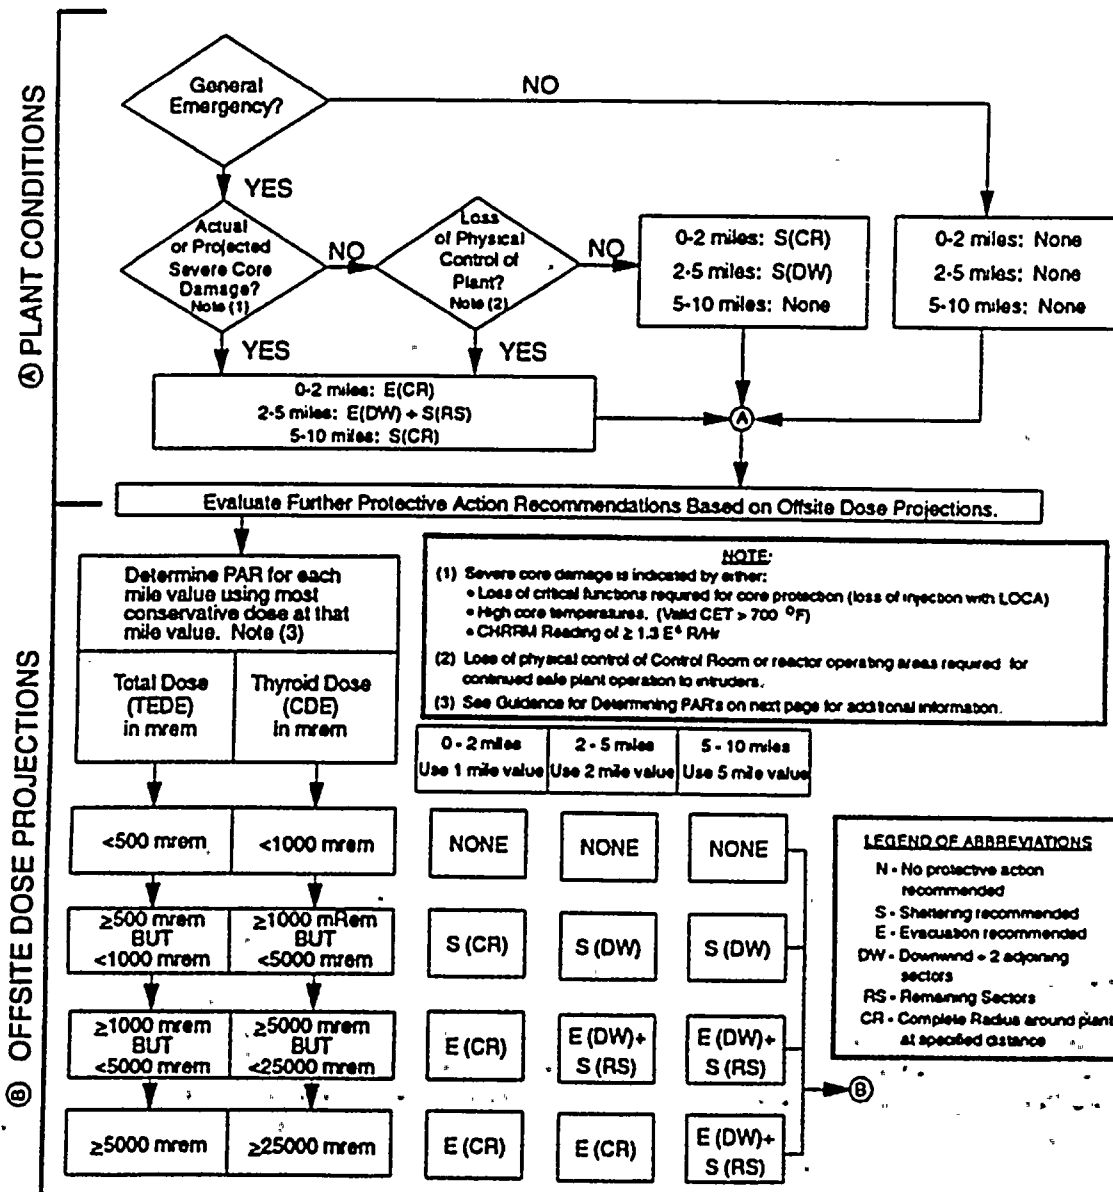 Ⓐ PLANT CONDITIONS
General
Emergency?
NO
YES
Actual
or Projected
Severe Core
Damage?
Note (1)
NO
Loss
of Physical
Control of
Plant?
Note (2)
NO
0-2 miles: S(CR)
2-5 miles: S(DW)
5-10 miles: None
0-2 miles: None
2-5 miles: None
5-10 miles: None
YES
YES
0-2 miles: E(CR)
2-5 miles: E(DW) + S(RS)
5-10 miles: S(CR)
A
Evaluate Further Protective Action Recommendations Based on Offsite Dose Projections.
Ⓑ OFFSITE DOSE PROJECTIONS
Determine PAR for each
mile value using most
conservative dose at that
mile value. Note (3)
Total Dose
(TEDE)
in mrem
Thyroid Dose
(CDE)
in mrem
NOTE:
(1) Severe core damage is indicated by either:
• Loss of critical functions required for core protection (loss of injection with LOCA)
• High core temperatures. (Valid CET > 700 °F)
• CHRRM Reading of ≥ 1.3 E⁴ R/Hr
(2) Loss of physical control of Control Room or reactor operating areas required for
continued safe plant operation to intruders.
(3) See Guidance for Determining PAR's on next page for additional information.
0 - 2 miles
Use 1 mile value
2 - 5 miles
Use 2 mile value
5 - 10 miles
Use 5 mile value
<500 mrem
<1000 mrem
NONE
NONE
NONE
≥500 mrem
BUT
<1000 mrem
≥1000 mRem
BUT
<5000 mrem
S (CR)
S (DW)
S (DW)
≥1000 mrem
BUT
<5000 mrem
≥5000 mrem
BUT
<25000 mrem
E (CR)
E (DW)+
S (RS)
E (DW)+
S (RS)
≥5000 mrem
≥25000 mrem
E (CR)
E (CR)
E (DW)+
S (RS)
B
LEGEND OF ABBREVIATIONS
N - No protective action
recommended
S - Sheltering recommended
E - Evacuation recommended
DW - Downwind + 2 adjoining
sectors
RS - Remaining Sectors
CR - Complete Radius around plant
at specified distance